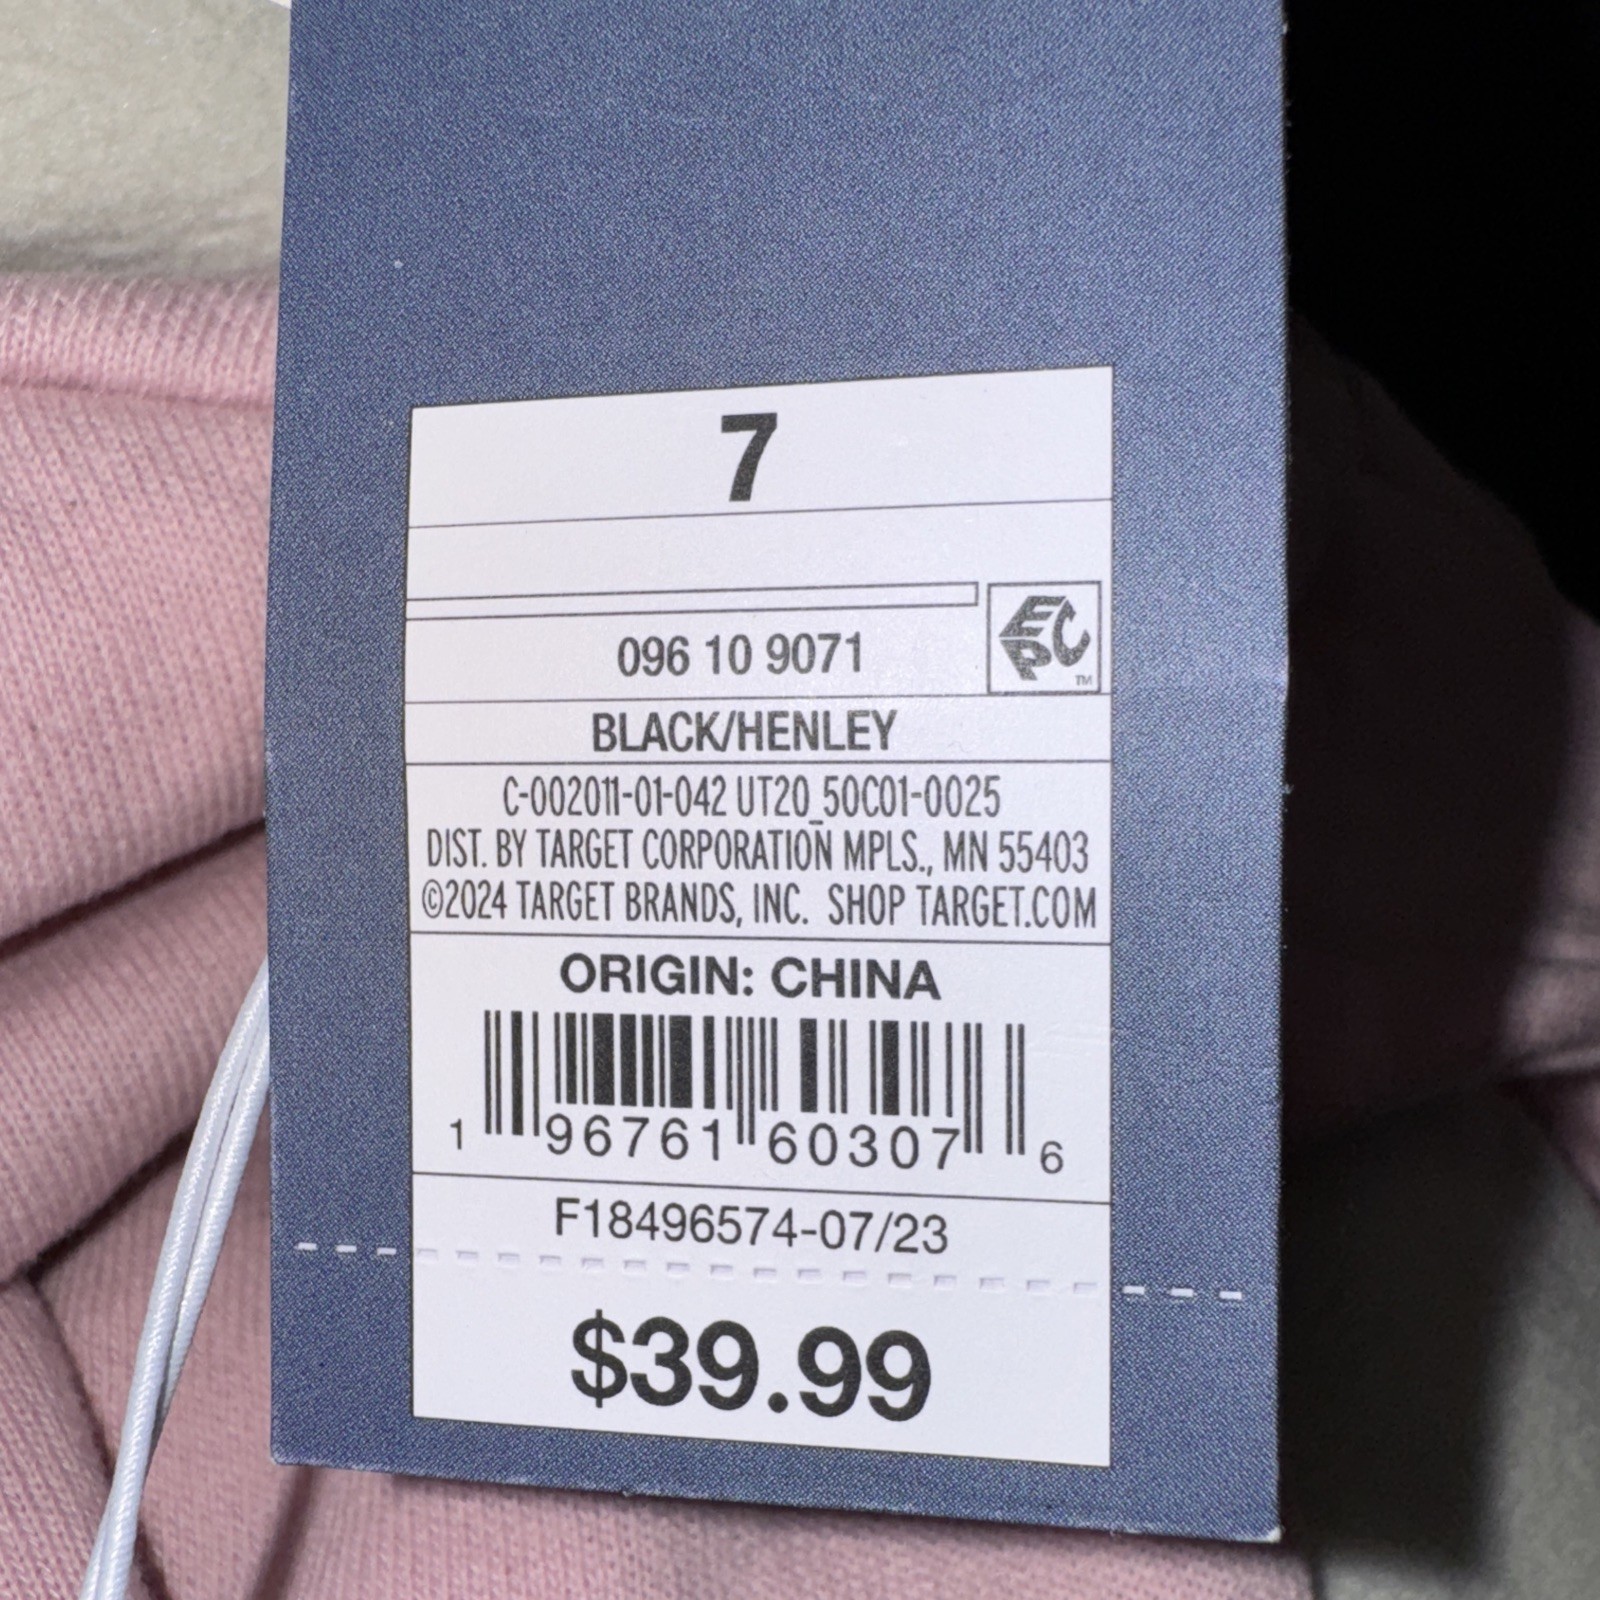 7
096 10 9071
EPC
TM
BLACK/HENLEY
C-002011-01-042 UT20_50C01-0025
DIST. BY TARGET CORPORATION MPLS., MN 55403
©2024 TARGET BRANDS, INC. SHOP TARGET.COM
ORIGIN: CHINA
1 96761 60307 6
F18496574-07/23
$39.99